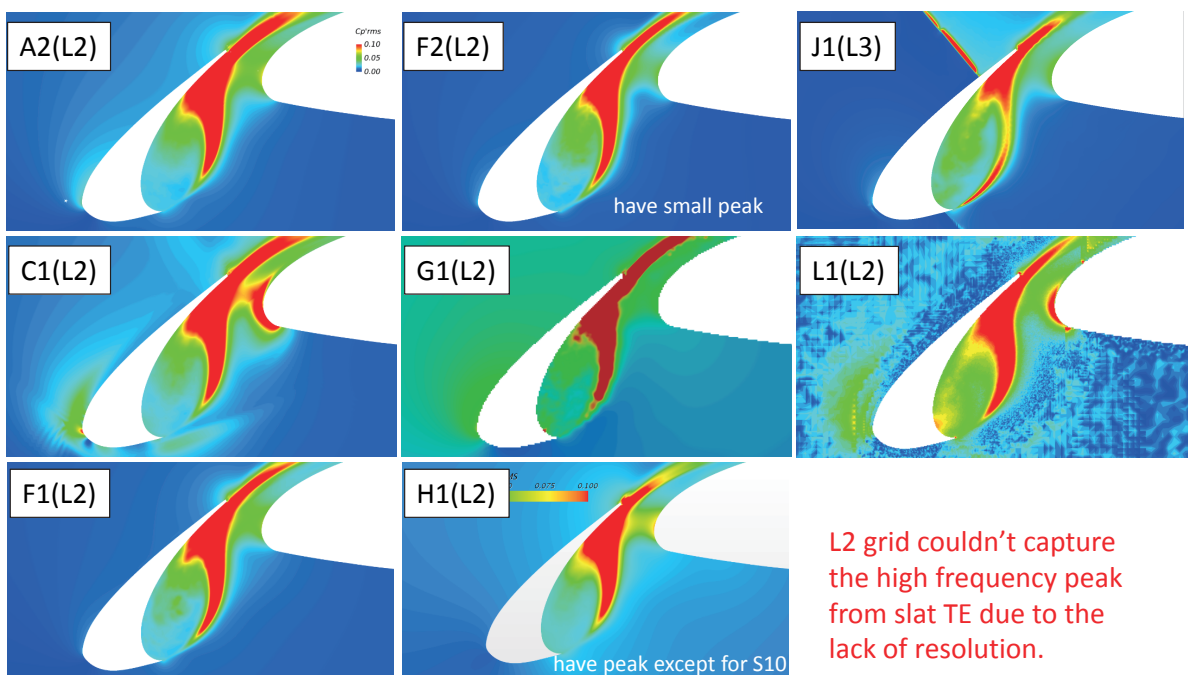 A2(L2)
Cp'rms
0.10
0.05
0.00
F2(L2)
have small peak
J1(L3)
C1(L2)
G1(L2)
L1(L2)
F1(L2)
H1(L2)
MS
0.075
0.100
have peak except for S10
L2 grid couldn't capture
the high frequency peak
from slat TE due to the
lack of resolution.